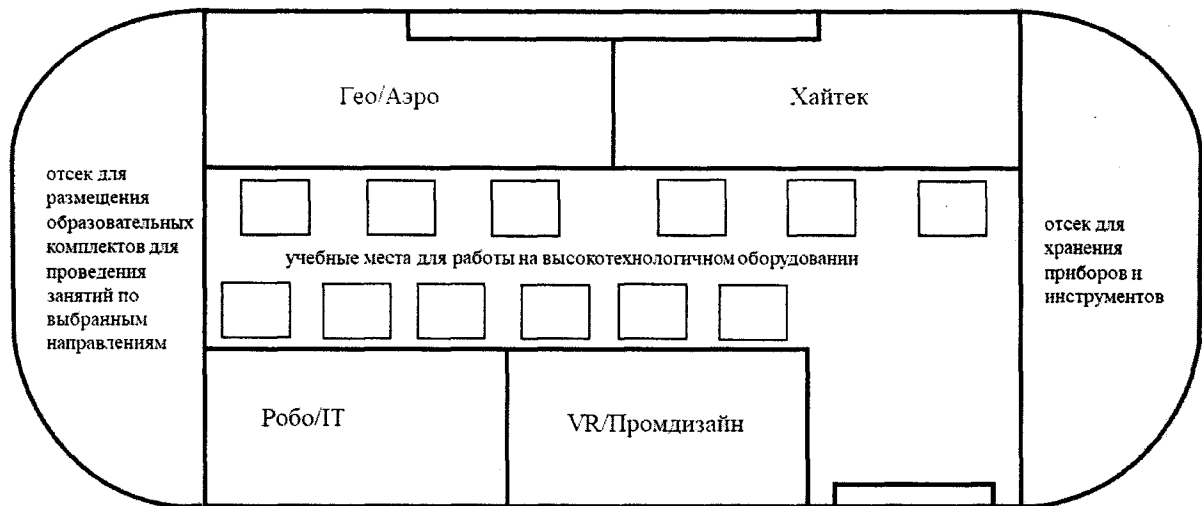 Гео/Аэро
Хайтек
отсек для
размещения
образовательных
комплектов для
проведения
занятий по
выбранным
направлениям
учебные места для работы на высокотехнологичном оборудовании
отсек для
хранения
приборов и
инструментов
Робо/IT
VR/Промдизайн